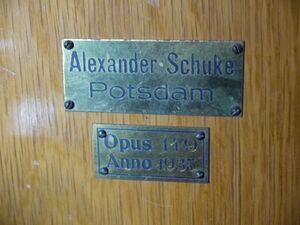 Alexander Schuke
Potsdam
Opus
Anno